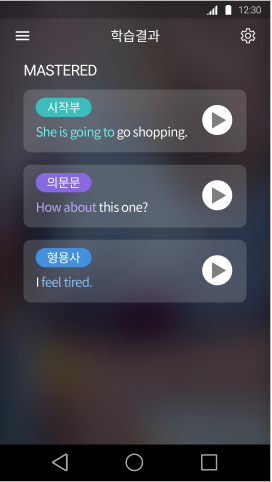 12:30
학습결과
MASTERED
시작부
She is going to go shopping.
의문문
How about this one?
형용사
I feel tired.